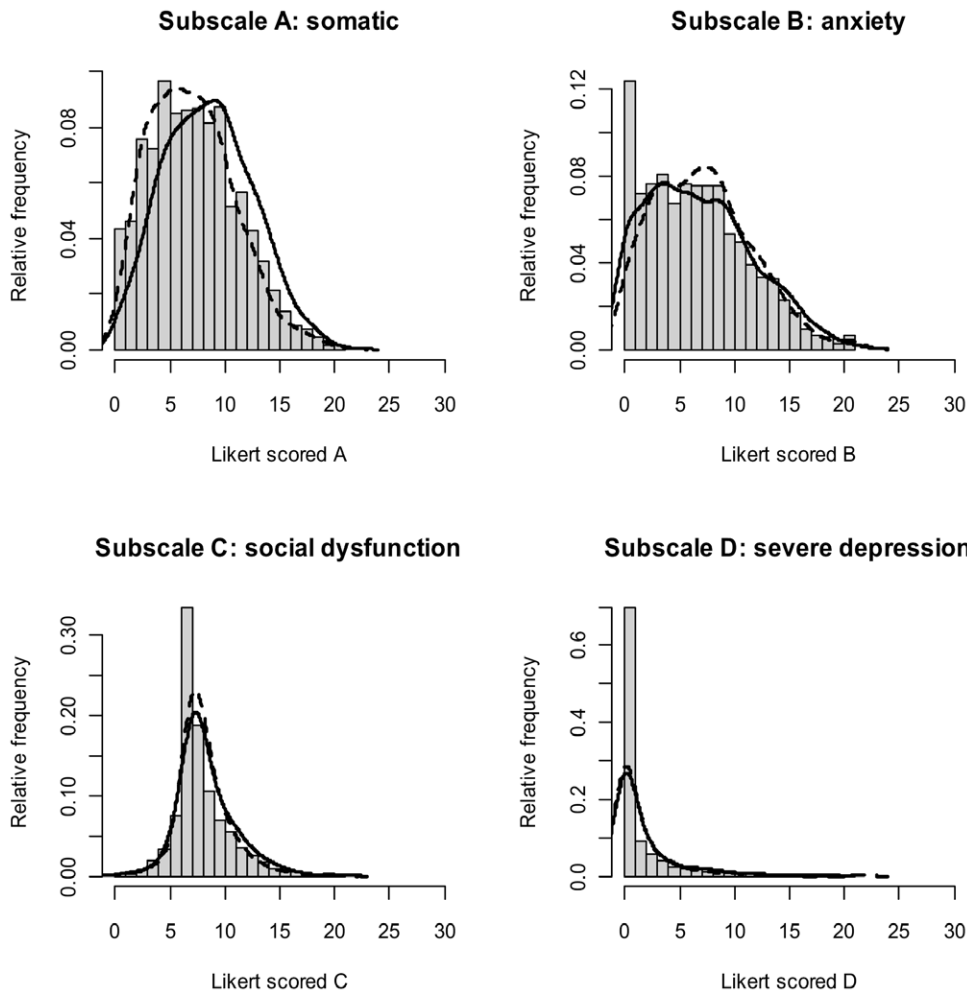 Subscale A: somatic
Relative frequency
0.00 0.04 0.08
0 5 10 15 20 25 30
Likert scored A
Subscale B: anxiety
Relative frequency
0.00 0.04 0.08 0.12
0 5 10 15 20 25 30
Likert scored B
Subscale C: social dysfunction
Relative frequency
0.00 0.10 0.20 0.30
0 5 10 15 20 25 30
Likert scored C
Subscale D: severe depression
Relative frequency
0.0 0.2 0.4 0.6
0 5 10 15 20 25 30
Likert scored D